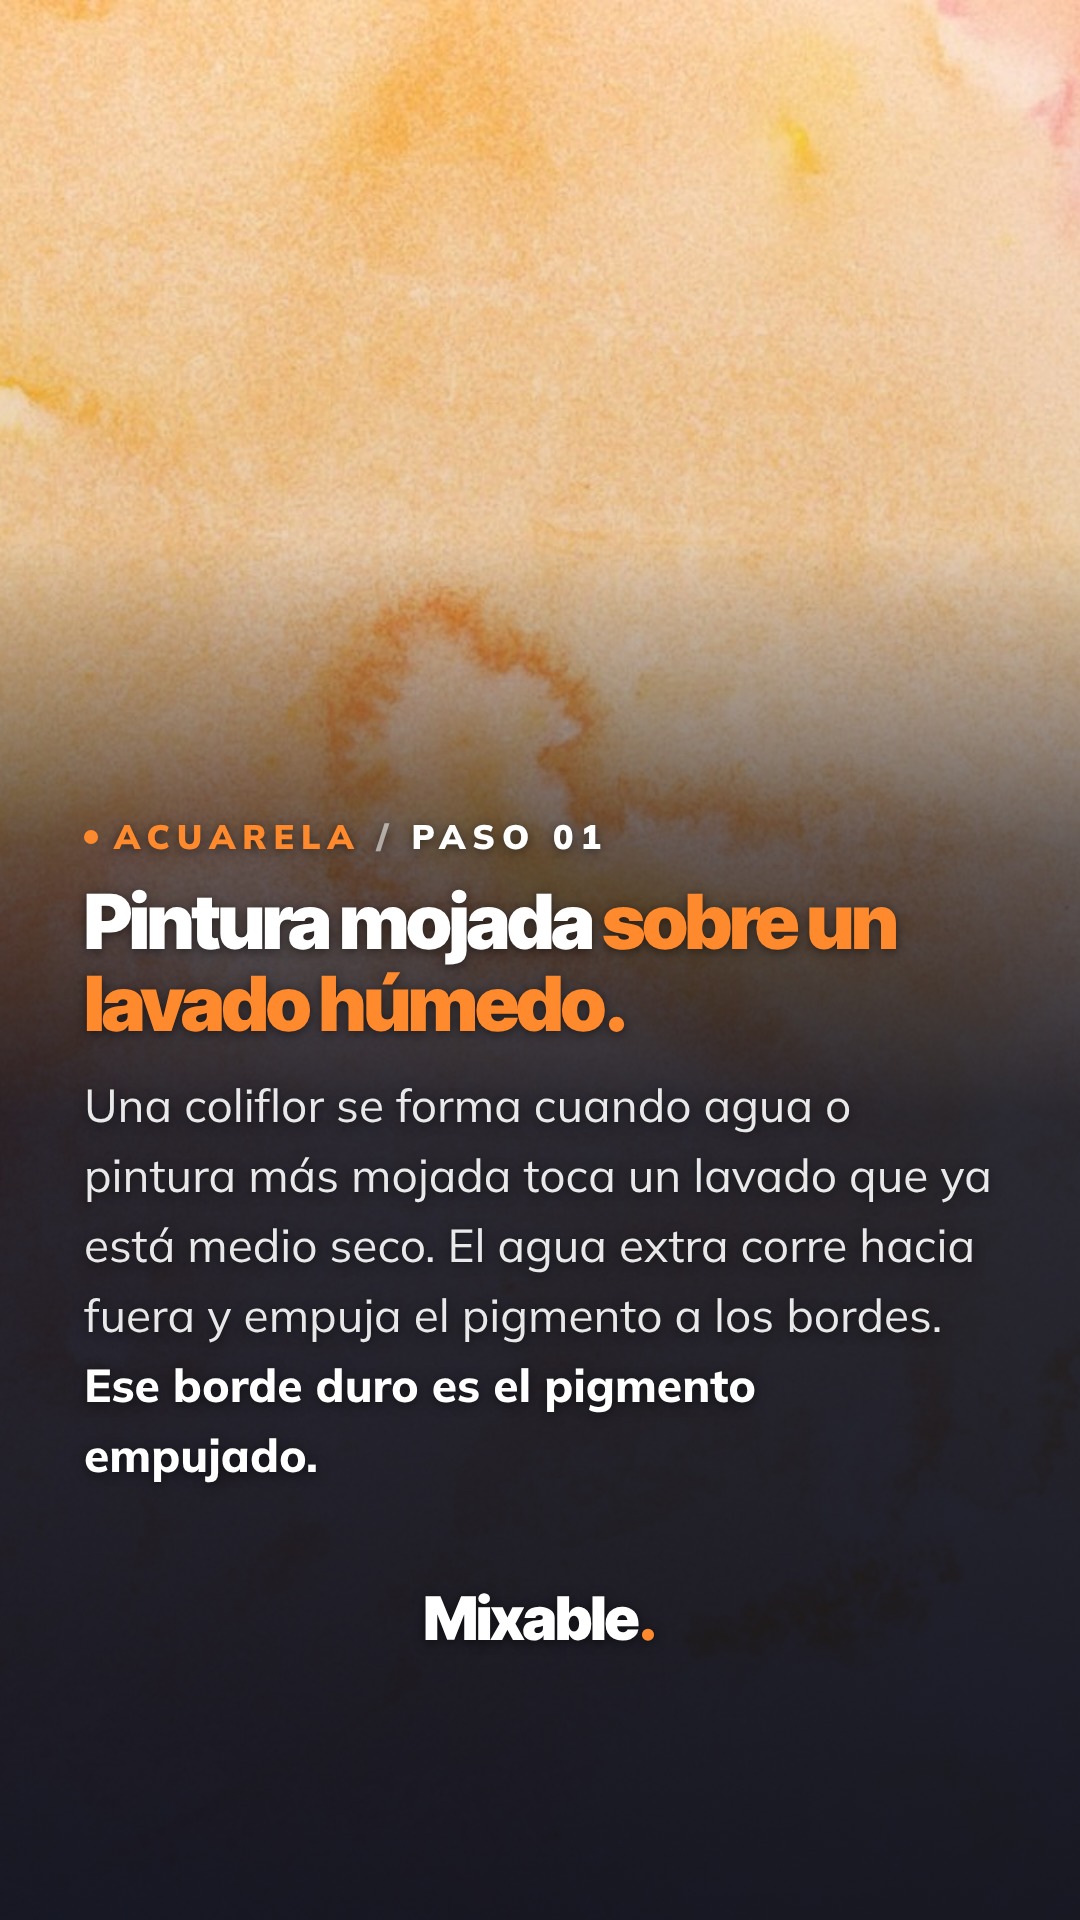 • ACUARELA / PASO 01
Pintura mojada sobre un
lavado húmedo.
Una coliflor se forma cuando agua o
pintura más mojada toca un lavado que ya
está medio seco. El agua extra corre hacia
fuera y empuja el pigmento a los bordes.
Ese borde duro es el pigmento
empujado.
Mixable.